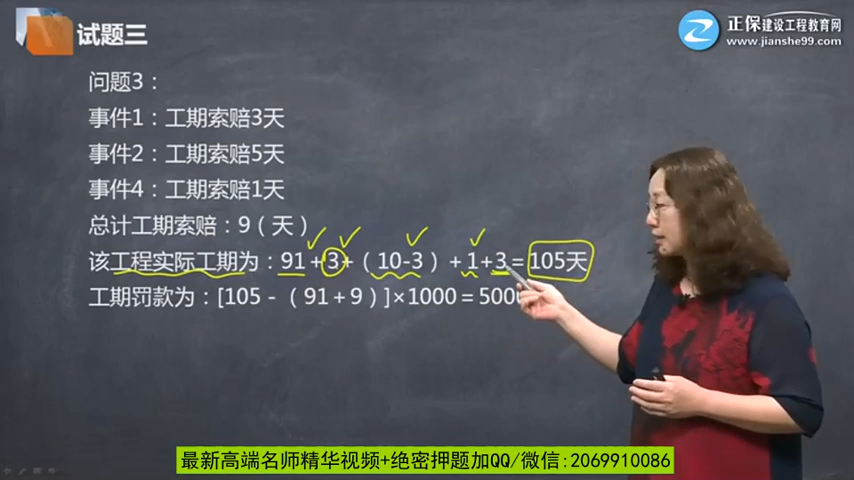 试题三
正保建设工程教育网
www.jianshe99.com
问题3：
事件1：工期索赔3天
事件2：工期索赔5天
事件4：工期索赔1天
总计工期索赔：9（天）
该工程实际工期为：91+3+（10-3）+1+3=105天
工期罚款为：[105-（91+9）]×1000=500
最新高端名师精华视频+绝密押题加QQ/微信:2069910086